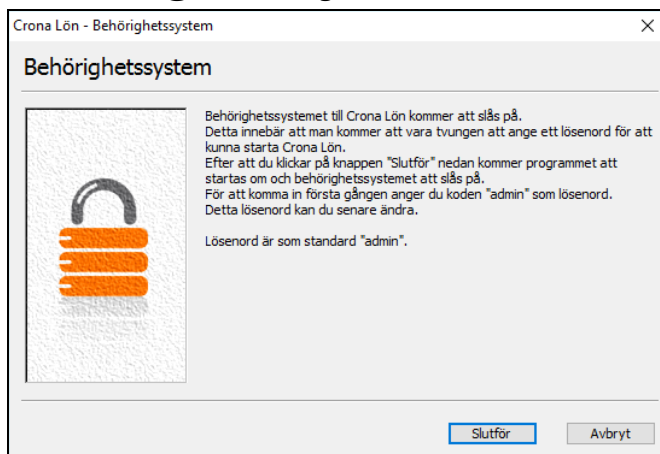 Crona Lön - Behörighetssystem
Behörighetssystem
Behörighetssystemet till Crona Lön kommer att slås på.
Detta innebär att man kommer att vara tvungen att ange ett lösenord för att
kunna starta Crona Lön.
Efter att du klickar på knappen "Slutför" nedan kommer programmet att
startas om och behörighetssystemet att slås på.
För att komma in första gången anger du koden "admin" som lösenord.
Detta lösenord kan du senare ändra.
Lösenord är som standard "admin".
Slutför Avbryt